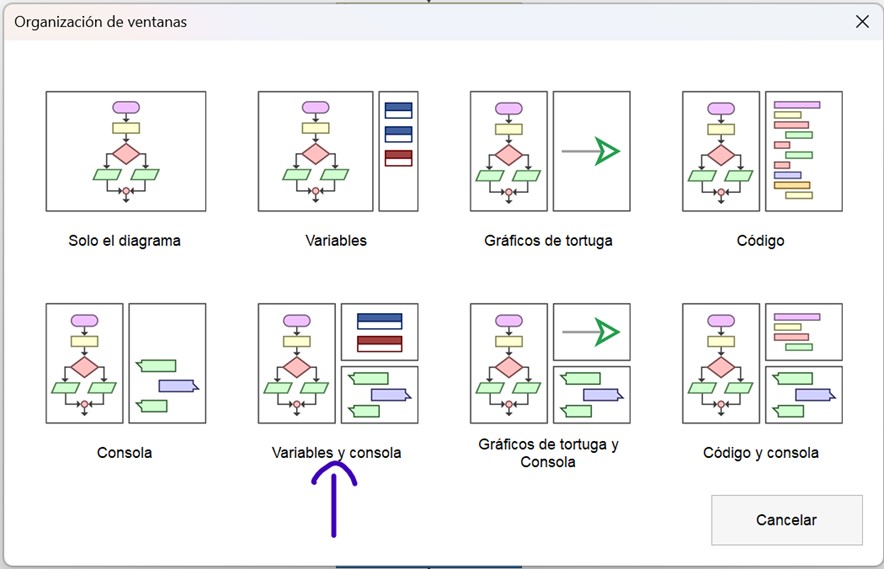 Organización de ventanas
Solo el diagrama
Variables
Gráficos de tortuga
Código
Consola
Variables y consola
Gráficos de tortuga y
Consola
Código y consola
Cancelar